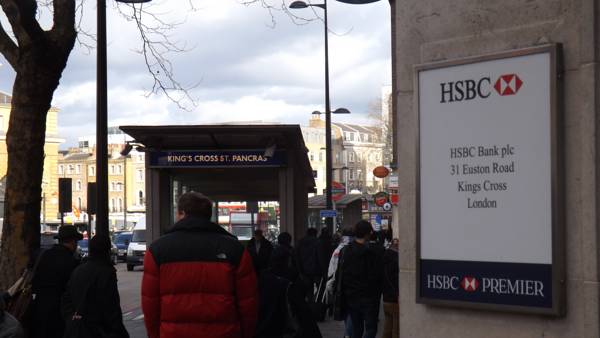 KING'S CROSS ST. PANCRAS
HSBC
HSBC Bank plc
31 Euston Road
Kings Cross
London
HSBC PREMIER